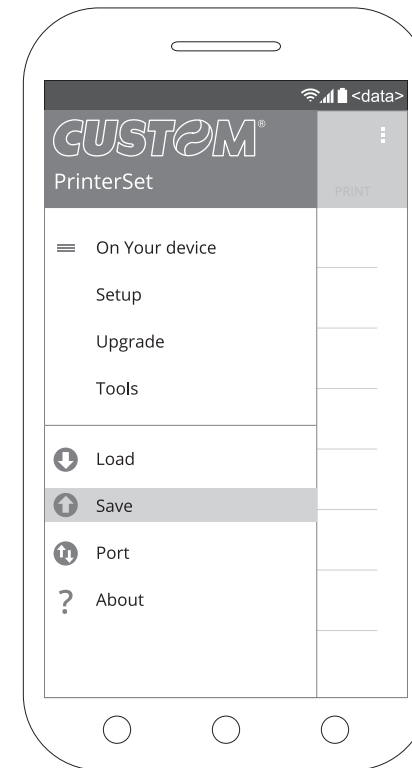 <data>
CUSTOM®
PrinterSet
PRINT
On Your device
Setup
Upgrade
Tools
Load
Save
Port
? About